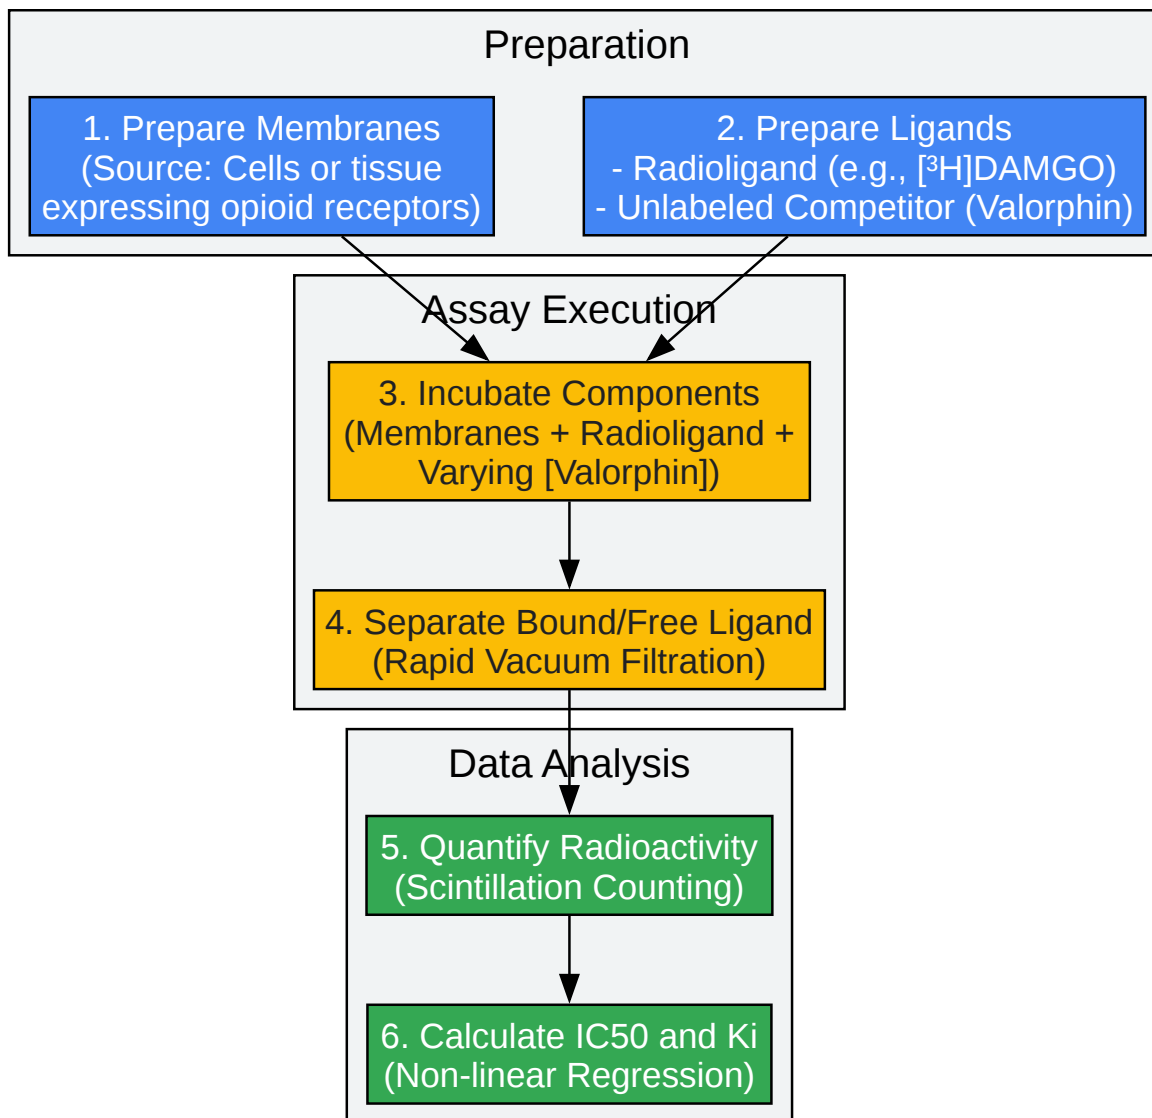 Preparation
1. Prepare Membranes
(Source: Cells or tissue
expressing opioid receptors)
2. Prepare Ligands
- Radioligand (e.g., [³H]DAMGO)
- Unlabeled Competitor (Valorphin)
Assay Execution
3. Incubate Components
(Membranes + Radioligand +
Varying [Valorphin])
4. Separate Bound/Free Ligand
(Rapid Vacuum Filtration)
Data Analysis
5. Quantify Radioactivity
(Scintillation Counting)
6. Calculate IC50 and Ki
(Non-linear Regression)